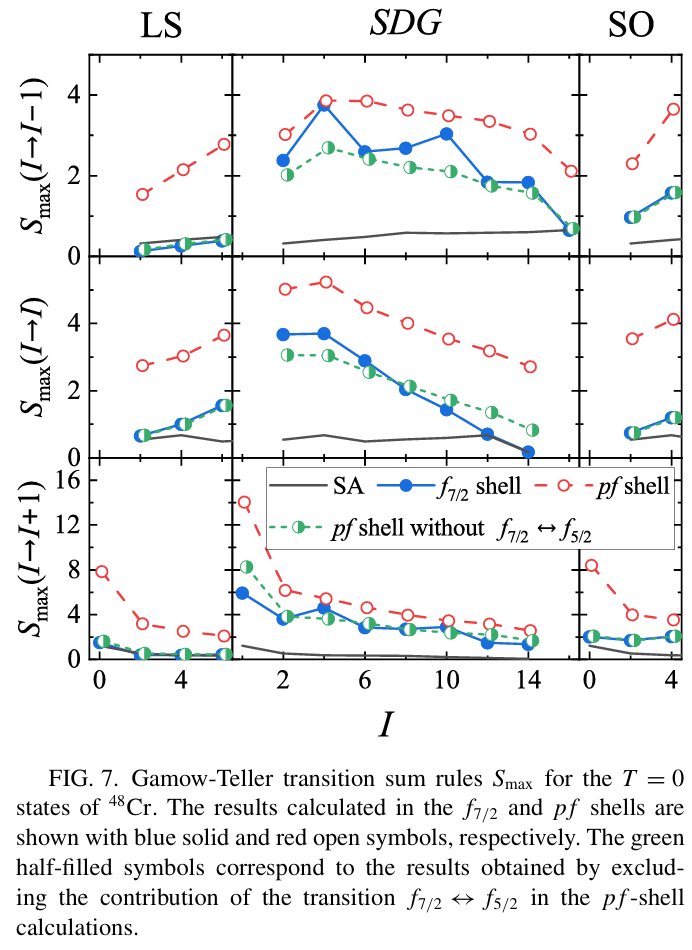 LS SDG SO
S_max(I→I−1)
4
2
0
S_max(I→I)
4
2
0
S_max(I→I+1)
16
12
8
4
0
SA f7/2 shell pf shell
pf shell without f7/2 ↔ f5/2
0 4 2 6 10 14 0 4
I
FIG. 7. Gamow-Teller transition sum rules Smax for the T = 0
states of 48Cr. The results calculated in the f7/2 and pf shells are
shown with blue solid and red open symbols, respectively. The green
half-filled symbols correspond to the results obtained by exclud-
ing the contribution of the transition f7/2 ↔ f5/2 in the pf-shell
calculations.